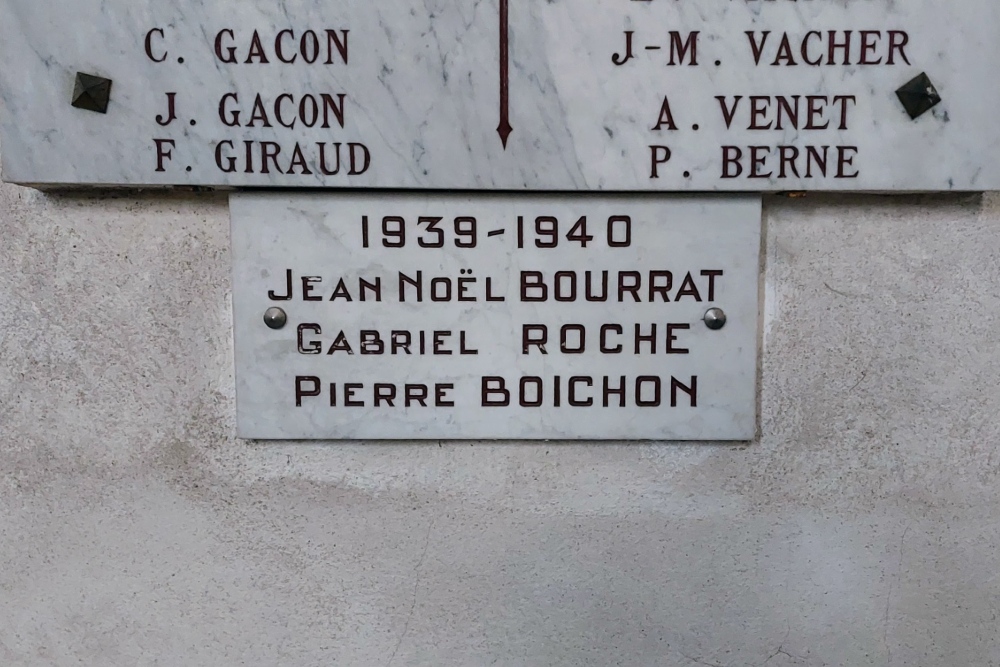 C. GACON
J. GACON
F. GIRAUD
J-M. VACHER
A. VENET
P. BERNE
1939-1940
JEAN NOËL BOURRAT
GABRIEL ROCHE
PIERRE BOICHON